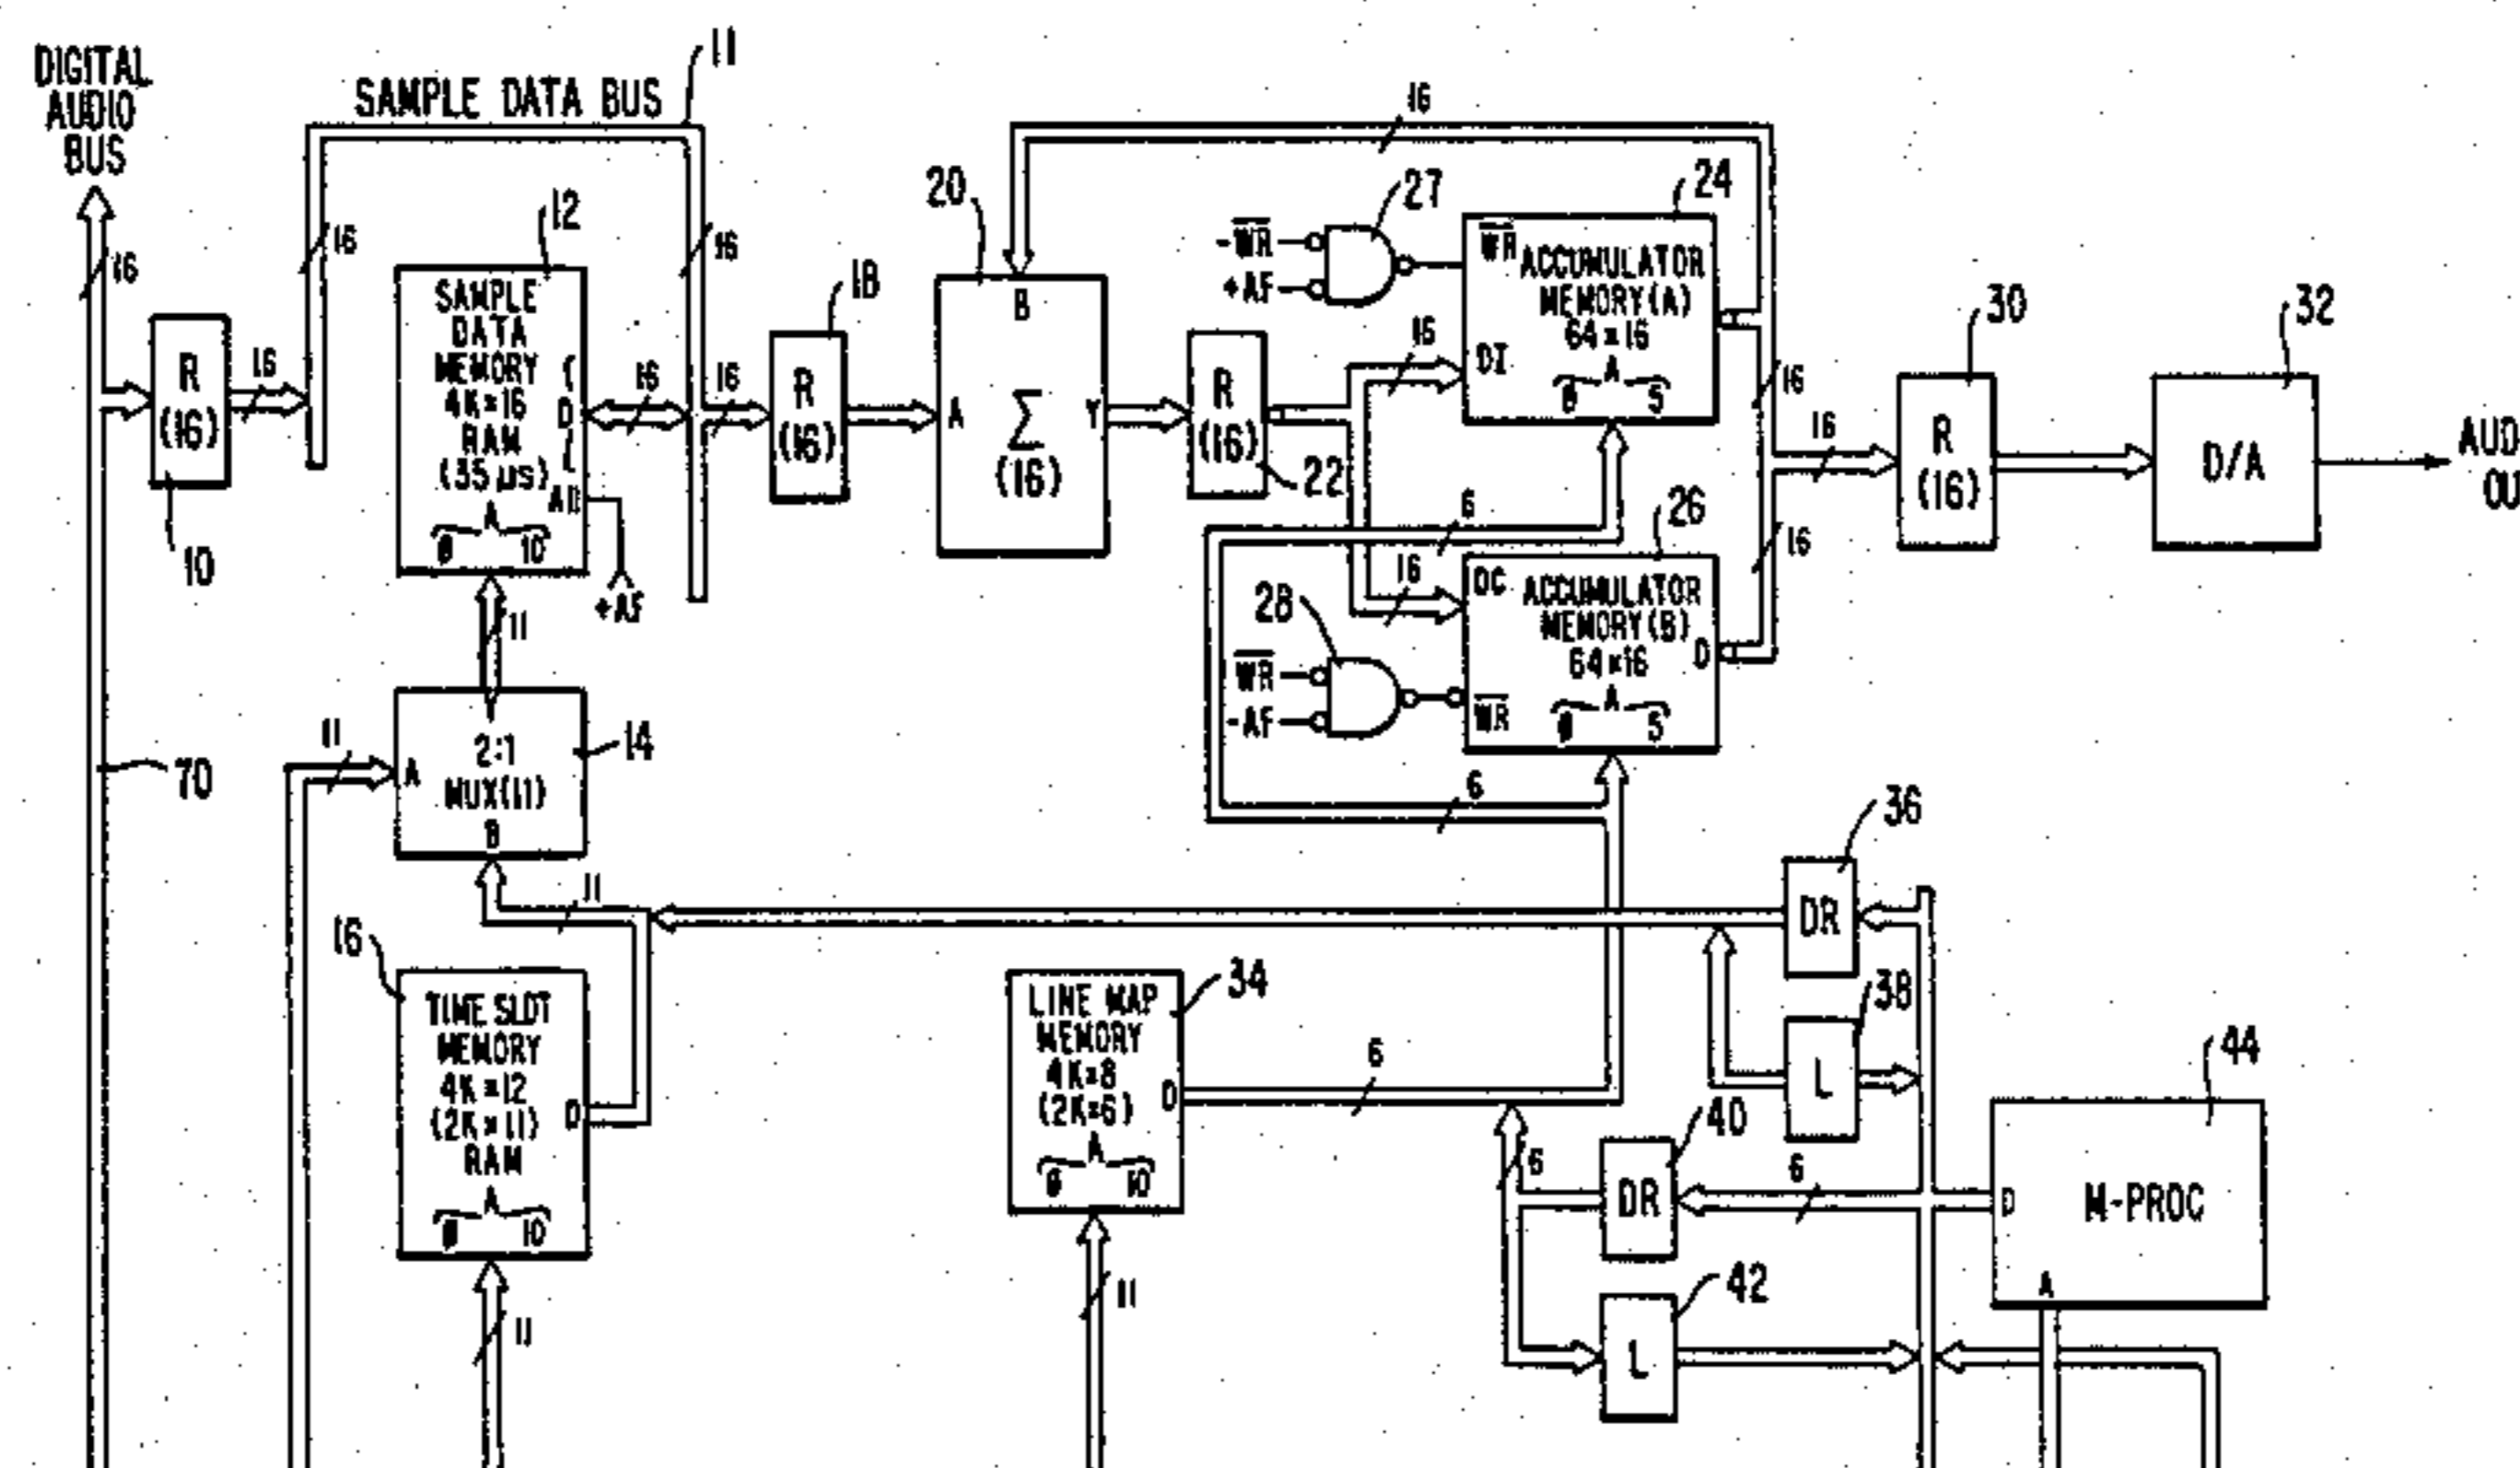 DIGITAL
AUDIO
BUS
16
R
(16)
10
16
70
SAMPLE DATA BUS
11
16
16
12
SAMPLE
DATA
MEMORY
4K×16
RAM
(35 µs)
D
A
0 10
+AF
16
16
11
14
2:1
MUX(11)
A
B
11
11
16
TIME SLOT
MEMORY
4K×12
(2K×11)
RAM
D
A
0 10
11
18
R
(16)
20
B
A
Σ
(16)
Y
R
(16)
22
16
27
-WR
+AF
24
WR
ACCUMULATOR
MEMORY(A)
64×16
DI
A
0 5
16
16
6
16
26
ACCUMULATOR
MEMORY(B)
64×16
D
WR
A
0 5
28
WR
-AF
6
16
16
16
30
R
(16)
32
D/A
AUD
OU
34
LINE MAP
MEMORY
4K×8
(2K×6)
D
A
0 10
11
6
36
DR
38
L
40
DR
6
6
42
L
44
M-PROC
D
A